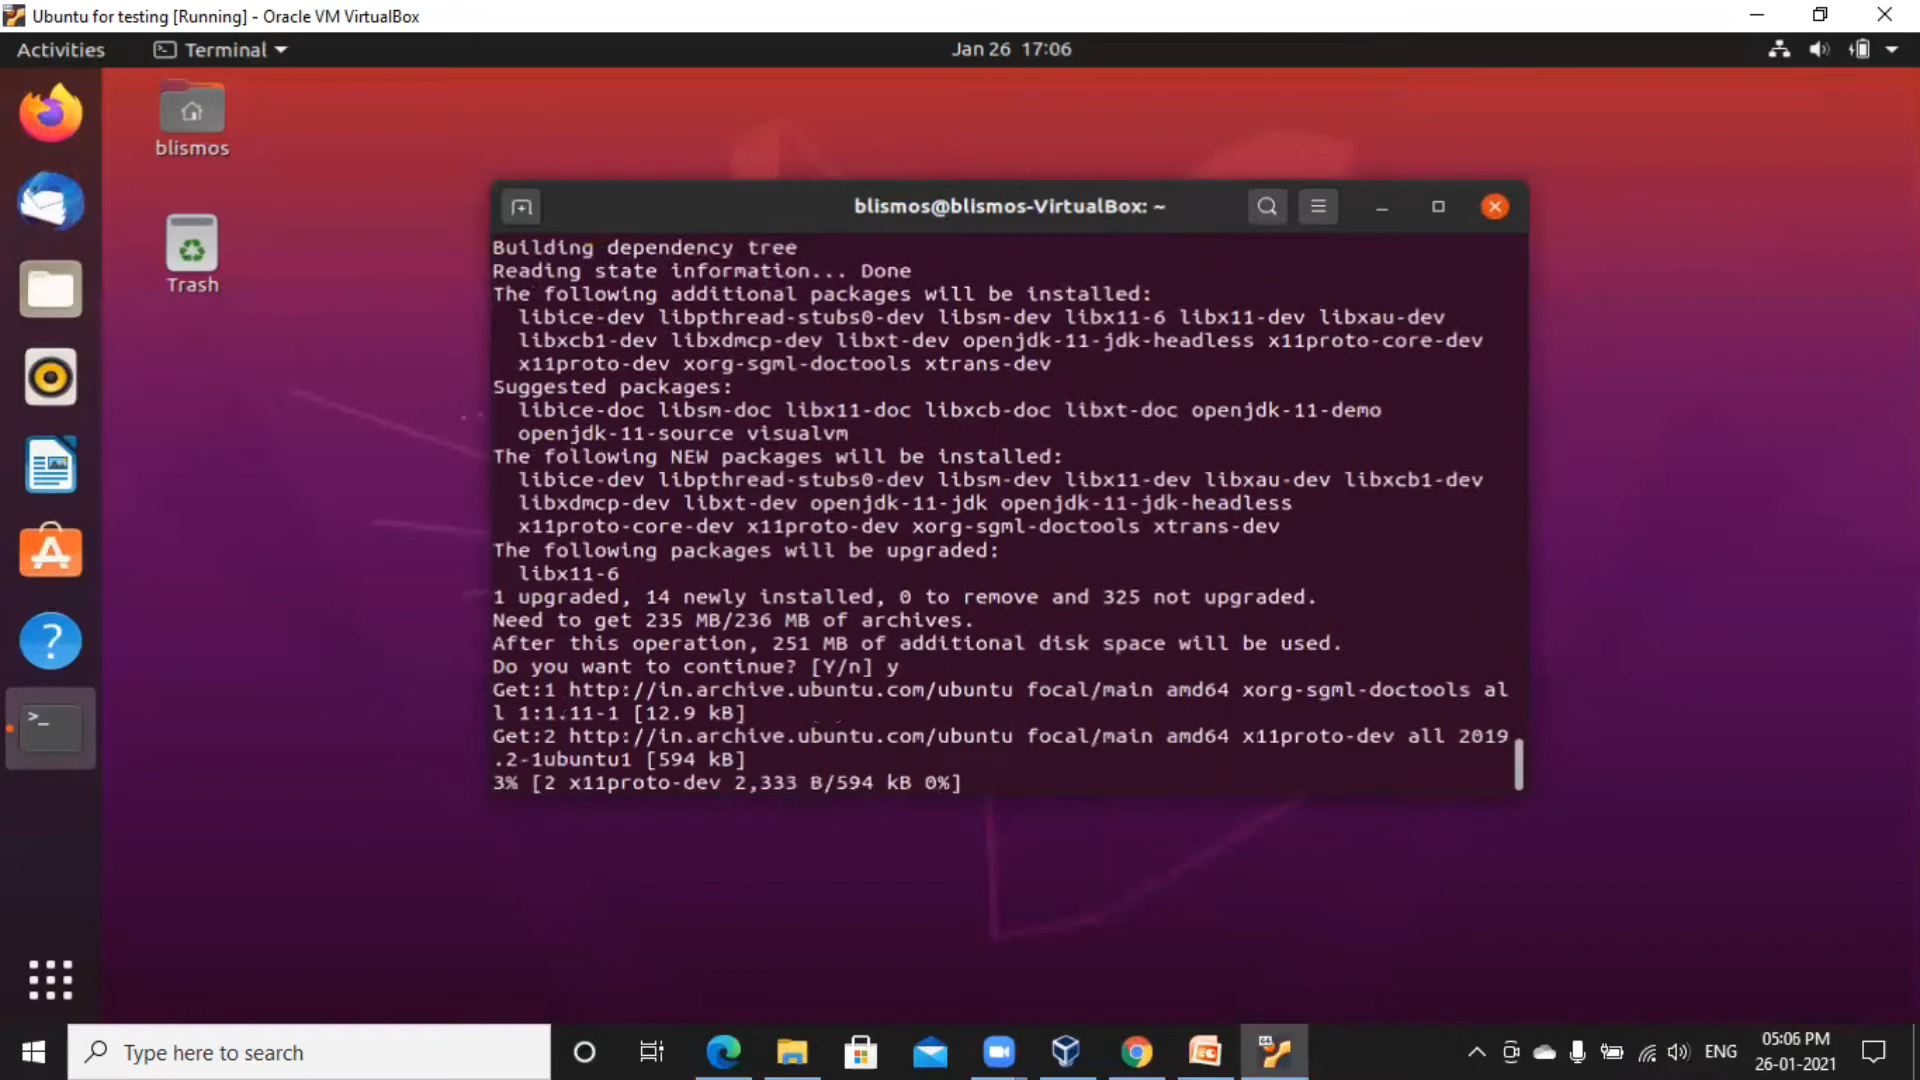 Ubuntu for testing [Running] - Oracle VM VirtualBox
Activities Terminal Jan 26 17:06
blismos
Trash
blismos@blismos-VirtualBox: ~
Building dependency tree
Reading state information... Done
The following additional packages will be installed:
libice-dev libpthread-stubs0-dev libsm-dev libx11-6 libx11-dev libxau-dev
libxcb1-dev libxdmcp-dev libxt-dev openjdk-11-jdk-headless x11proto-core-dev
x11proto-dev xorg-sgml-doctools xtrans-dev
Suggested packages:
libice-doc libsm-doc libx11-doc libxcb-doc libxt-doc openjdk-11-demo
openjdk-11-source visualvm
The following NEW packages will be installed:
libice-dev libpthread-stubs0-dev libsm-dev libx11-dev libxau-dev libxcb1-dev
libxdmcp-dev libxt-dev openjdk-11-jdk openjdk-11-jdk-headless
x11proto-core-dev x11proto-dev xorg-sgml-doctools xtrans-dev
The following packages will be upgraded:
libx11-6
1 upgraded, 14 newly installed, 0 to remove and 325 not upgraded.
Need to get 235 MB/236 MB of archives.
After this operation, 251 MB of additional disk space will be used.
Do you want to continue? [Y/n] y
Get:1 http://in.archive.ubuntu.com/ubuntu focal/main amd64 xorg-sgml-doctools al
l 1:1.11-1 [12.9 kB]
Get:2 http://in.archive.ubuntu.com/ubuntu focal/main amd64 x11proto-dev all 2019
.2-1ubuntu1 [594 kB]
3% [2 x11proto-dev 2,333 B/594 kB 0%]
Type here to search
ENG
05:06 PM
26-01-2021